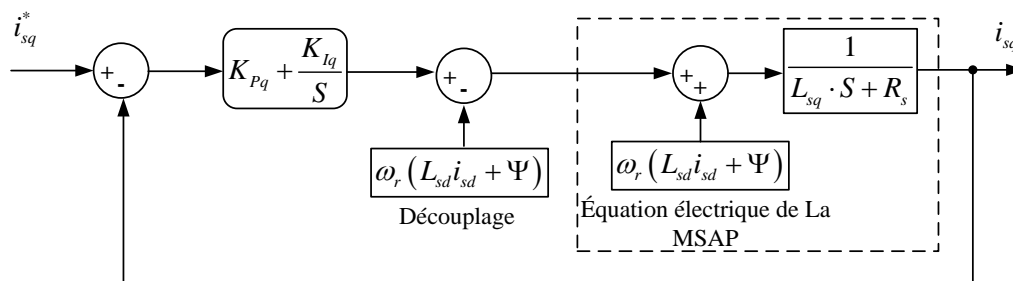 i*sq
+
-
K_Pq + K_Iq/S
+
-
ω_r(L_sd i_sd + Ψ)
Découplage
+
+
ω_r(L_sd i_sd + Ψ)
1/(L_sq · S + R_s)
i_sq
Équation électrique de La
MSAP